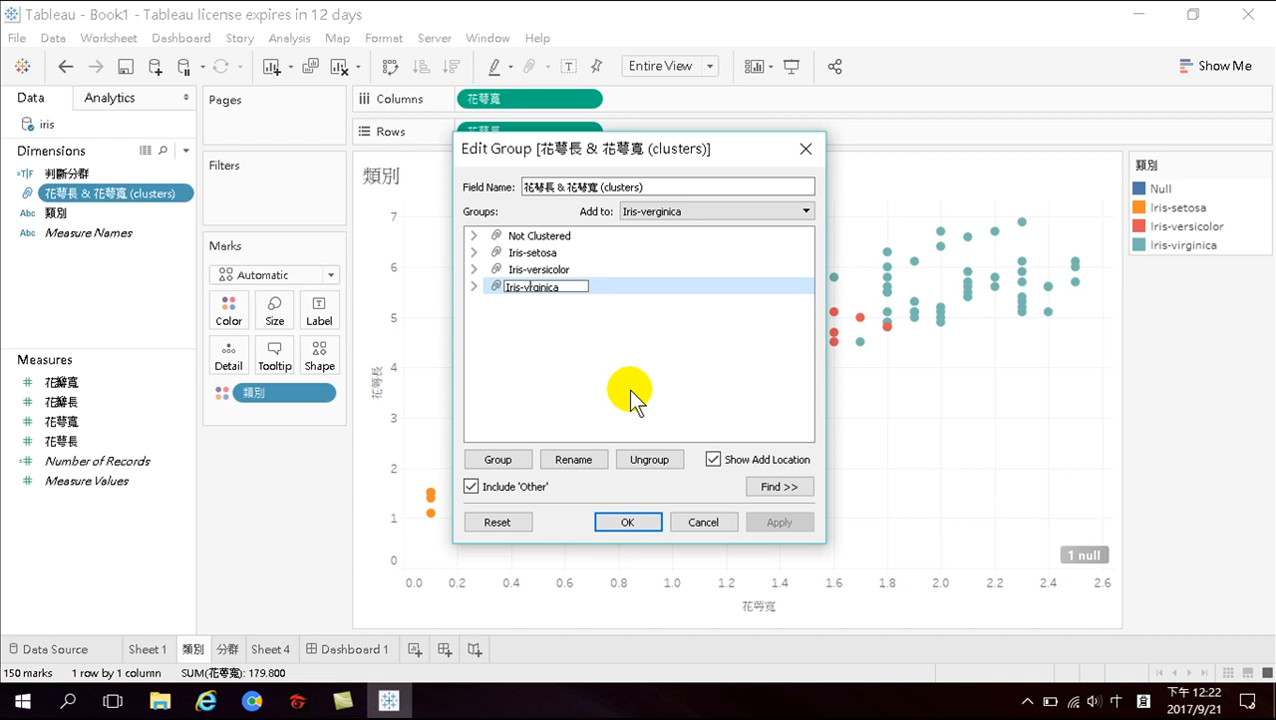 Tableau - Book1 - Tableau license expires in 12 days
File Data Worksheet Dashboard Story Analysis Map Format Server Window Help
Entire View
Show Me
Data Analytics
iris
Dimensions
=T|F 判斷分群
花萼長 & 花萼寬 (clusters)
Abc 類別
Abc Measure Names
Measures
# 花瓣寬
# 花瓣長
# 花萼寬
# 花萼長
=# Number of Records
# Measure Values
Pages
Filters
Marks
Automatic
Color Size Label
Detail Tooltip Shape
類別
Columns 花萼寬
Rows 花萼長
類別
7
6
5
4
3
2
1
0
花萼長
0.0 0.2 0.4 0.6 0.8 1.0 1.2 1.4 1.6 1.8 2.0 2.2 2.4 2.6
花萼寬
1 null
Edit Group [花萼長 & 花萼寬 (clusters)]
Field Name: 花萼長 & 花萼寬 (clusters)
Groups: Add to: Iris-verginica
Not Clustered
Iris-setosa
Iris-versicolor
Iris-vrginica
Group Rename Ungroup Show Add Location
Include 'Other' Find >>
Reset OK Cancel Apply
類別
Null
Iris-setosa
Iris-versicolor
Iris-virginica
Data Source Sheet 1 類別 分群 Sheet 4 Dashboard 1
150 marks 1 row by 1 column SUM(花萼寬): 179.800
中
下午 12:22
2017/9/21